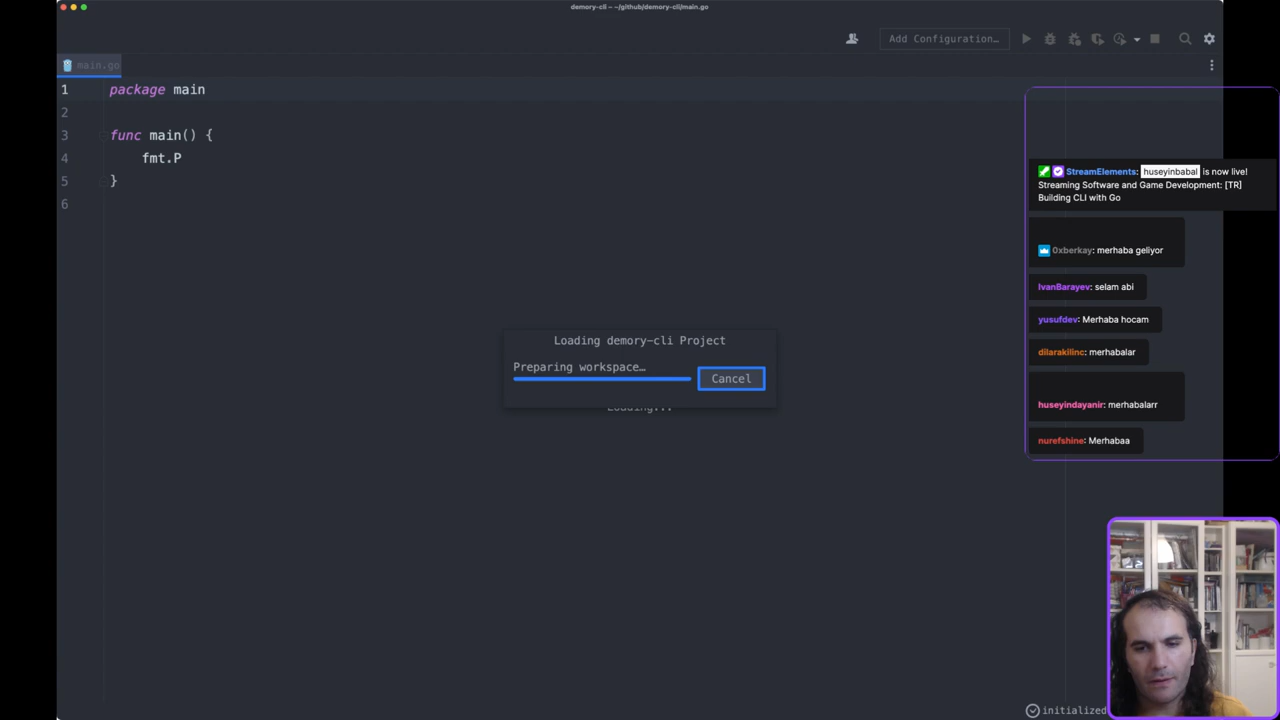 demory-cli – ~/github/demory-cli/main.go
Add Configuration...
main.go
1 package main
2
3 func main() {
4 fmt.P
5 }
6
Loading demory-cli Project
Preparing workspace…
Cancel
Loading...
StreamElements: huseyinbabal is now live!
Streaming Software and Game Development: [TR]
Building CLI with Go
0xberkay: merhaba geliyor
IvanBarayev: selam abi
yusufdev: Merhaba hocam
dilarakilinc: merhabalar
huseyindayanir: merhabalarr
nurefshine: Merhabaa
initialized